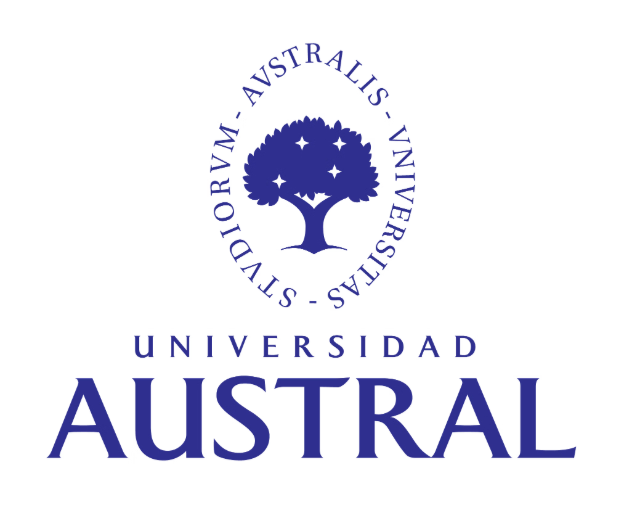 AVSTRALIS - VNIVERSITAS - STVDIORVM -
UNIVERSIDAD
AUSTRAL